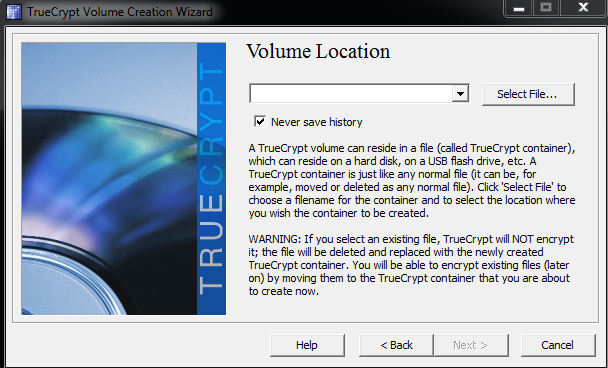 TrueCrypt Volume Creation Wizard
TRUECRYPT
Volume Location
Select File...
Never save history
A TrueCrypt volume can reside in a file (called TrueCrypt container),
which can reside on a hard disk, on a USB flash drive, etc. A
TrueCrypt container is just like any normal file (it can be, for
example, moved or deleted as any normal file). Click 'Select File' to
choose a filename for the container and to select the location where
you wish the container to be created.
WARNING: If you select an existing file, TrueCrypt will NOT encrypt
it; the file will be deleted and replaced with the newly created
TrueCrypt container. You will be able to encrypt existing files (later
on) by moving them to the TrueCrypt container that you are about
to create now.
Help
< Back
Next >
Cancel